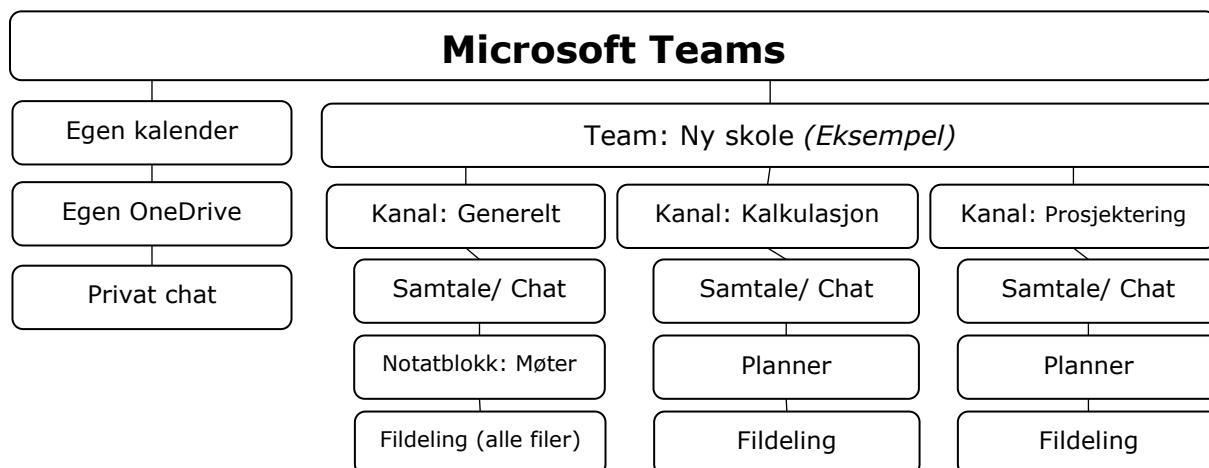 Microsoft Teams
Egen kalender
Egen OneDrive
Privat chat
Team: Ny skole (Eksempel)
Kanal: Generelt
Samtale/ Chat
Notatblokk: Møter
Fildeling (alle filer)
Kanal: Kalkulasjon
Samtale/ Chat
Planner
Fildeling
Kanal: Prosjektering
Samtale/ Chat
Planner
Fildeling